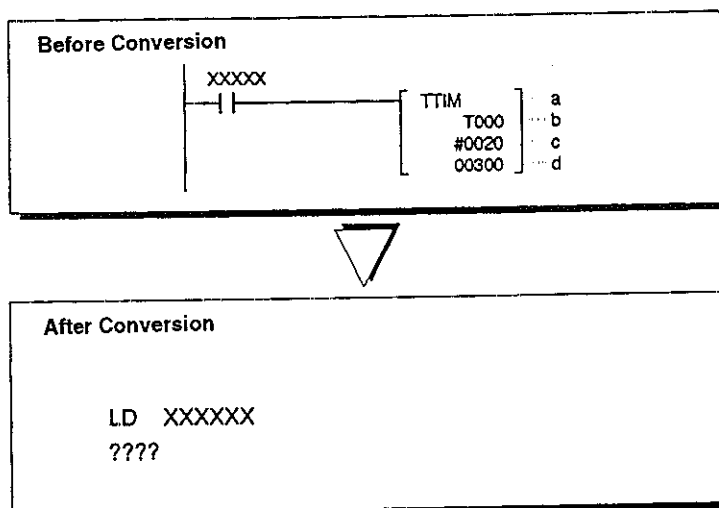 Before Conversion
XXXXX
TTIM a
T000 b
#0020 c
00300 d
After Conversion
LD XXXXXX
????